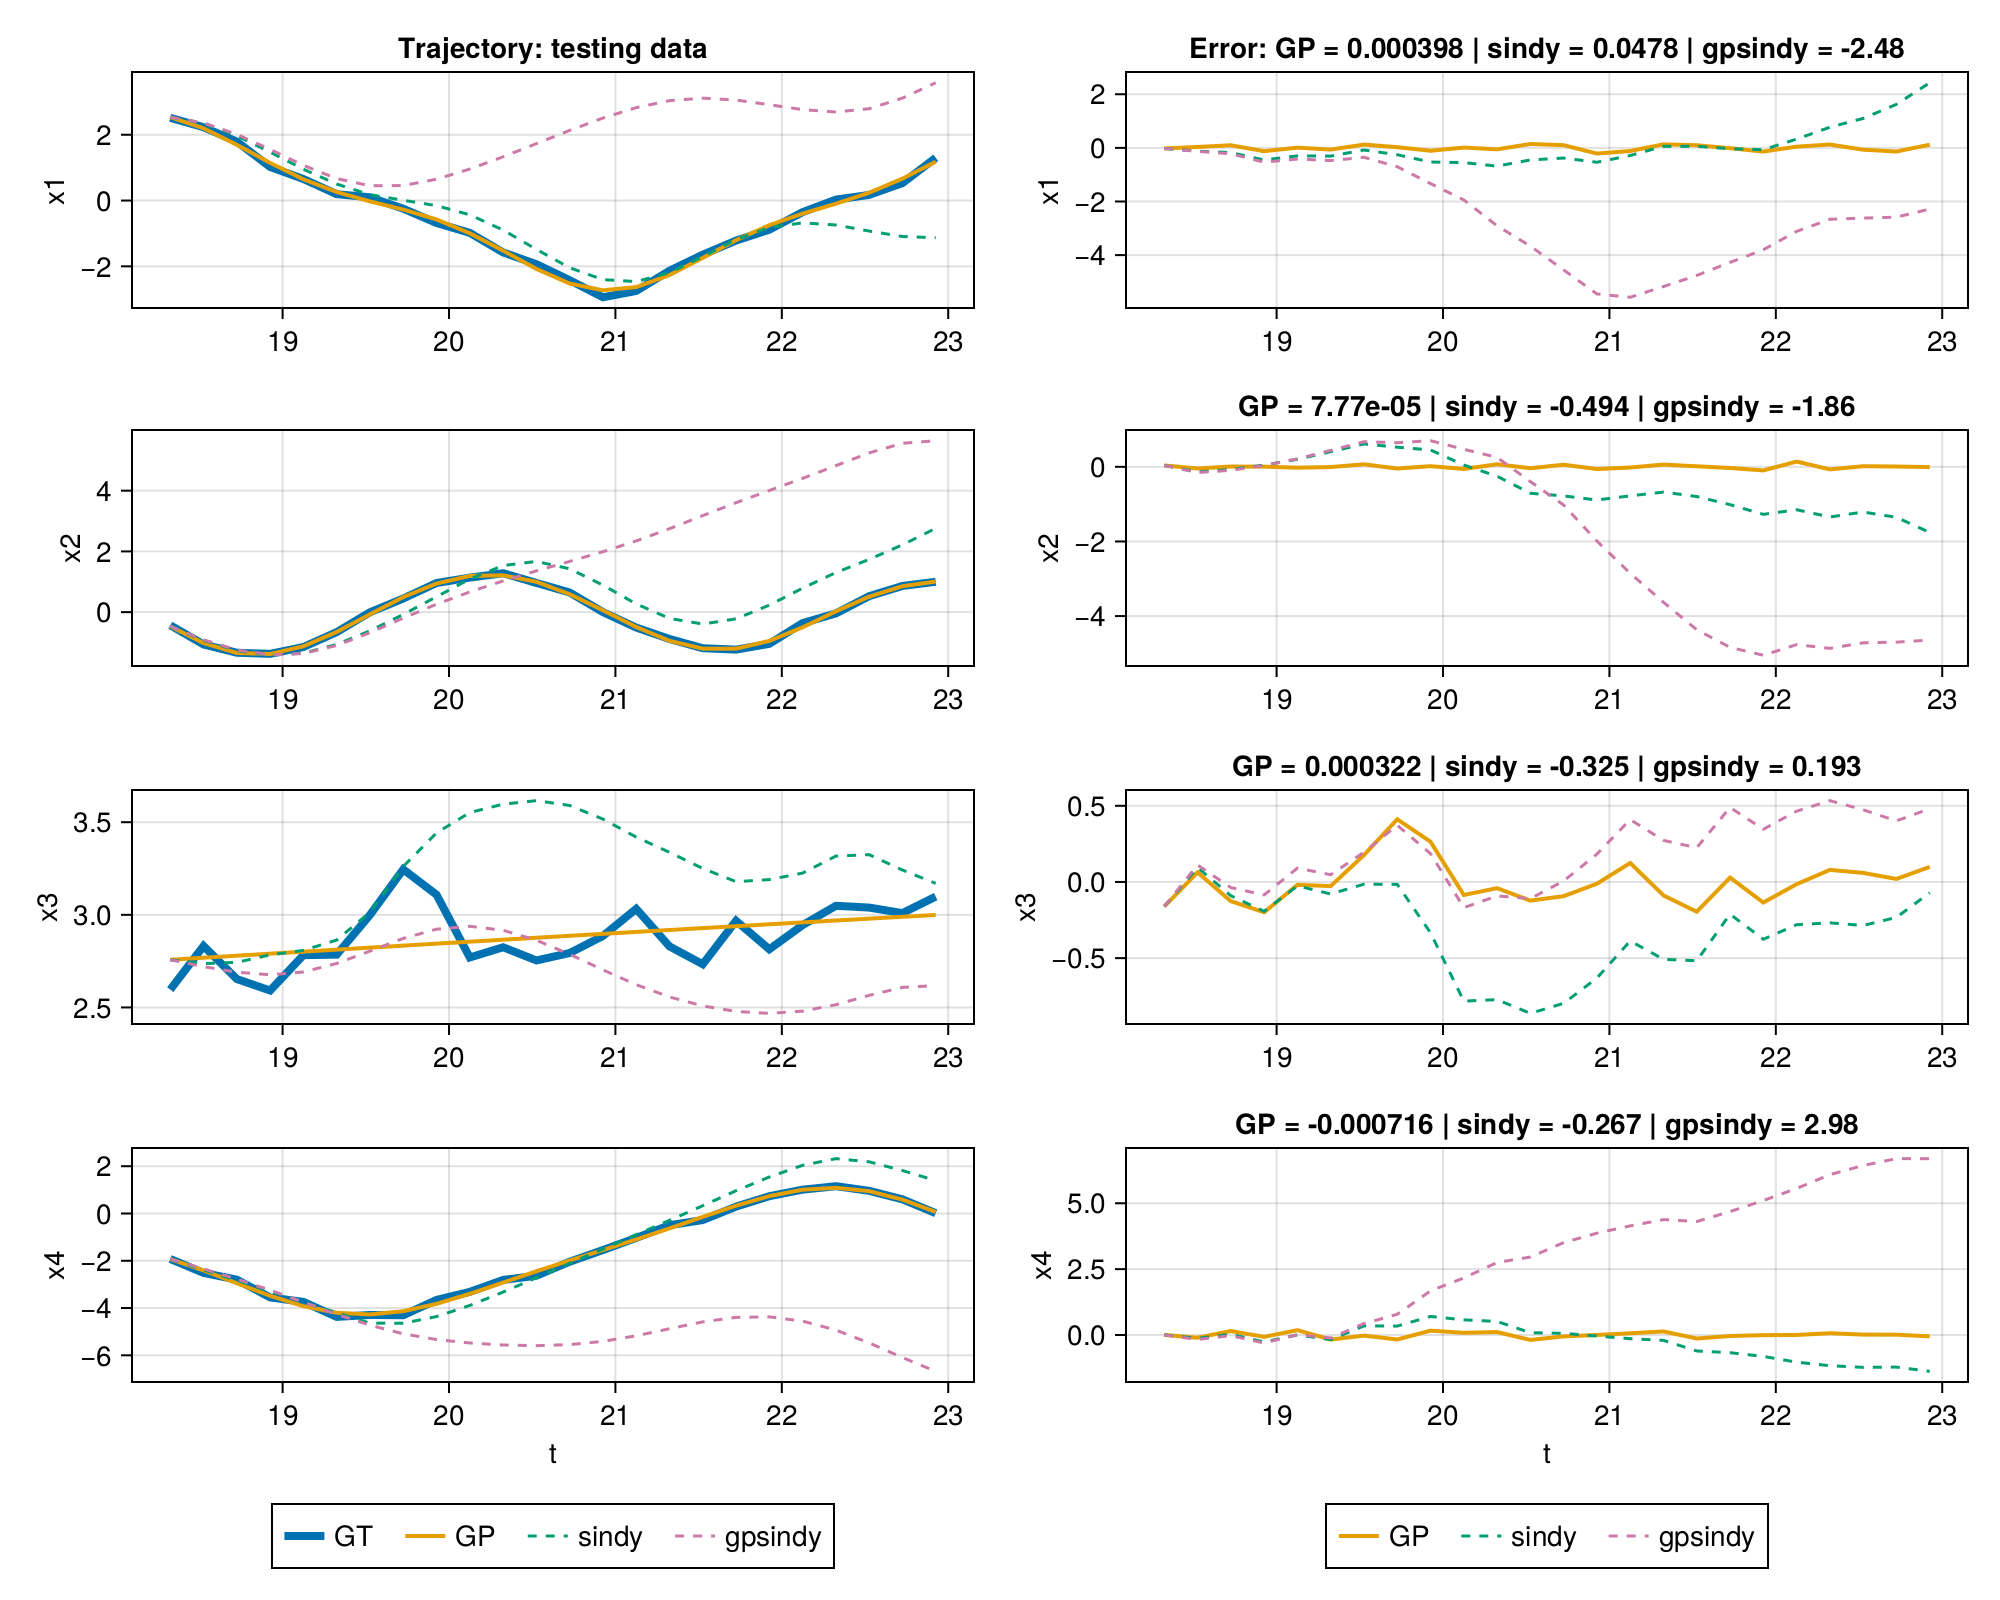 Trajectory: testing data
x1
2
0
−2
19 20 21 22 23
Error: GP = 0.000398 | sindy = 0.0478 | gpsindy = -2.48
x1
2
0
−2
−4
19 20 21 22 23
x2
4
2
0
19 20 21 22 23
GP = 7.77e-05 | sindy = -0.494 | gpsindy = -1.86
x2
0
−2
−4
19 20 21 22 23
x3
3.5
3.0
2.5
19 20 21 22 23
GP = 0.000322 | sindy = -0.325 | gpsindy = 0.193
x3
0.5
0.0
−0.5
19 20 21 22 23
x4
2
0
−2
−4
−6
19 20 21 22 23
t
GP = -0.000716 | sindy = -0.267 | gpsindy = 2.98
x4
5.0
2.5
0.0
19 20 21 22 23
t
GT GP sindy gpsindy
GP sindy gpsindy